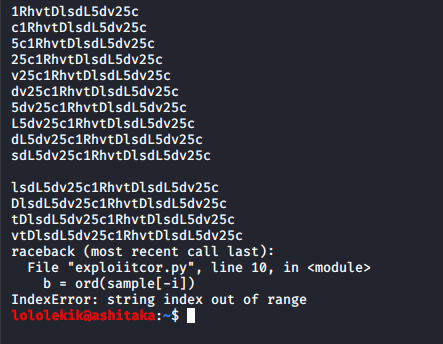 1RhvtDlsdL5dv25c
c1RhvtDlsdL5dv25c
5c1RhvtDlsdL5dv25c
25c1RhvtDlsdL5dv25c
v25c1RhvtDlsdL5dv25c
dv25c1RhvtDlsdL5dv25c
5dv25c1RhvtDlsdL5dv25c
L5dv25c1RhvtDlsdL5dv25c
dL5dv25c1RhvtDlsdL5dv25c
sdL5dv25c1RhvtDlsdL5dv25c
lsdL5dv25c1RhvtDlsdL5dv25c
DlsdL5dv25c1RhvtDlsdL5dv25c
tDlsdL5dv25c1RhvtDlsdL5dv25c
vtDlsdL5dv25c1RhvtDlsdL5dv25c
raceback (most recent call last):
File "exploiitcor.py", line 10, in <module>
b = ord(sample[-i])
IndexError: string index out of range
lololekik@ashitaka:~$